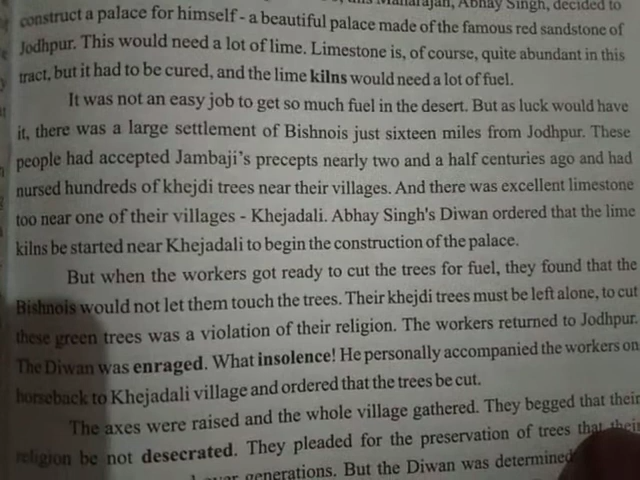 Maharajah, Abhay Singh, decided to
construct a palace for himself - a beautiful palace made of the famous red sandstone of
Jodhpur. This would need a lot of lime. Limestone is, of course, quite abundant in this
tract, but it had to be cured, and the lime kilns would need a lot of fuel.
It was not an easy job to get so much fuel in the desert. But as luck would have
it, there was a large settlement of Bishnois just sixteen miles from Jodhpur. These
people had accepted Jambaji's precepts nearly two and a half centuries ago and had
nursed hundreds of khejdi trees near their villages. And there was excellent limestone
too near one of their villages - Khejadali. Abhay Singh's Diwan ordered that the lime
kilns be started near Khejadali to begin the construction of the palace.
But when the workers got ready to cut the trees for fuel, they found that the
Bishnois would not let them touch the trees. Their khejdi trees must be left alone, to cut
these green trees was a violation of their religion. The workers returned to Jodhpur.
The Diwan was enraged. What insolence! He personally accompanied the workers on
horseback to Khejadali village and ordered that the trees be cut.
The axes were raised and the whole village gathered. They begged that their
religion be not desecrated. They pleaded for the preservation of trees that their
over generations. But the Diwan was determined